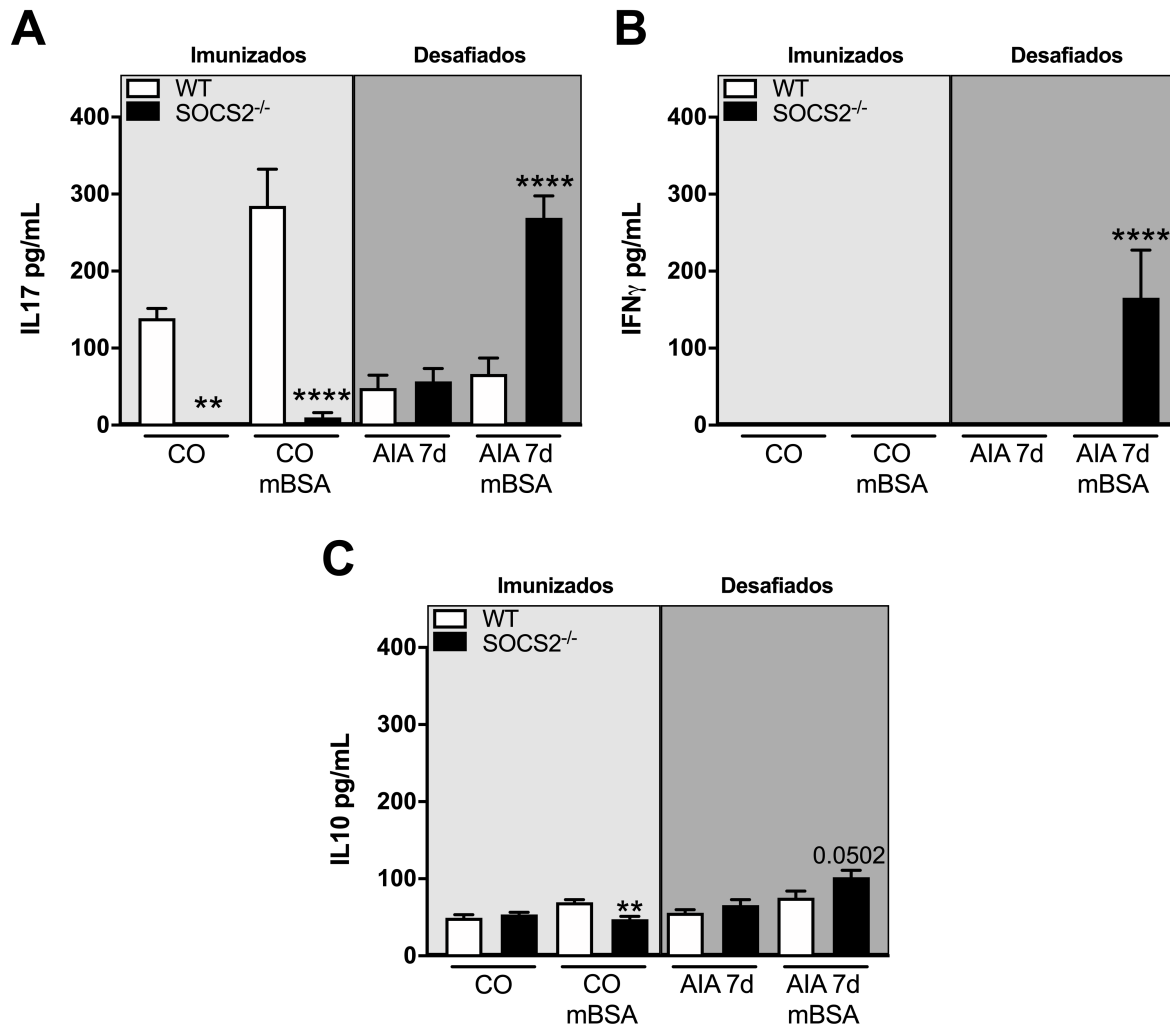 A
Imunizados
Desafiados
WT
SOCS2-/-
IL17 pg/mL
400
300
200
100
0
**
****
****
CO
CO
mBSA
AIA 7d
AIA 7d
mBSA
B
Imunizados
Desafiados
WT
SOCS2-/-
IFNγ pg/mL
400
300
200
100
0
****
CO
CO
mBSA
AIA 7d
AIA 7d
mBSA
C
Imunizados
Desafiados
WT
SOCS2-/-
IL10 pg/mL
400
300
200
100
0
**
0.0502
CO
CO
mBSA
AIA 7d
AIA 7d
mBSA